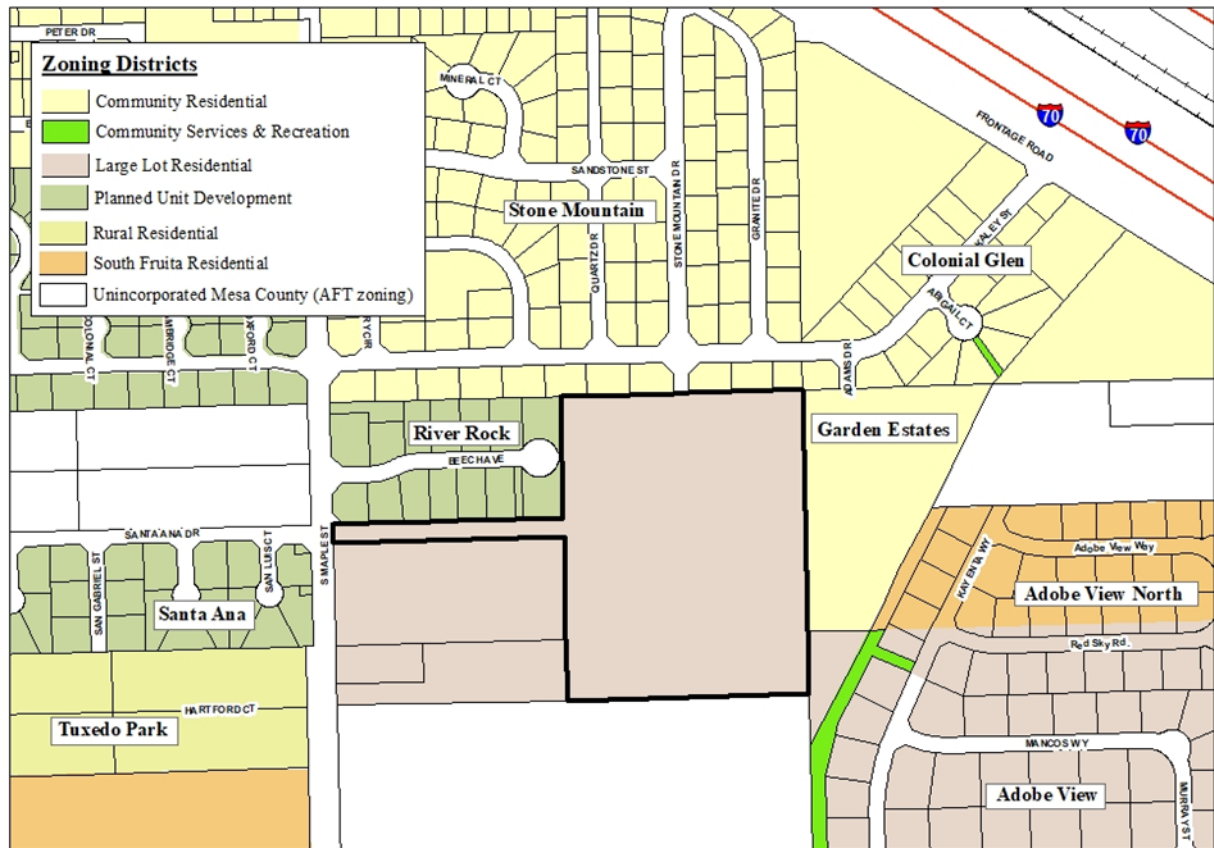 PETER DR
Zoning Districts
Community Residential
Community Services & Recreation
Large Lot Residential
Planned Unit Development
Rural Residential
South Fruita Residential
Unincorporated Mesa County (AFT zoning)
MINERAL CT
70
70
FRONTAGE ROAD
SANDSTONE ST
STONE MOUNTAIN DR
GRANITE DR
Stone Mountain
QUARTZ DR
KALEY ST
Colonial Glen
ABIGAIL CT
COLONIAL CT
OXFORD CT
ADAMS DR
River Rock
BEECH AVE
Garden Estates
SANTA ANA DR
S MAPLE ST
SAN GABRIEL ST
SAN LUIS CT
Santa Ana
KAYENTA WY
Adobe View Way
Adobe View North
Red Sky Rd.
HARTFORD CT
Tuxedo Park
MANCOS WY
Adobe View
MURRAY ST